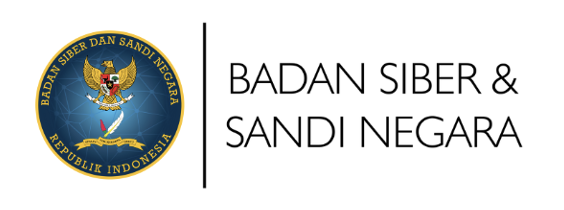 BADAN SIBER DAN SANDI NEGARA
REPUBLIK INDONESIA
BADAN SIBER &
SANDI NEGARA